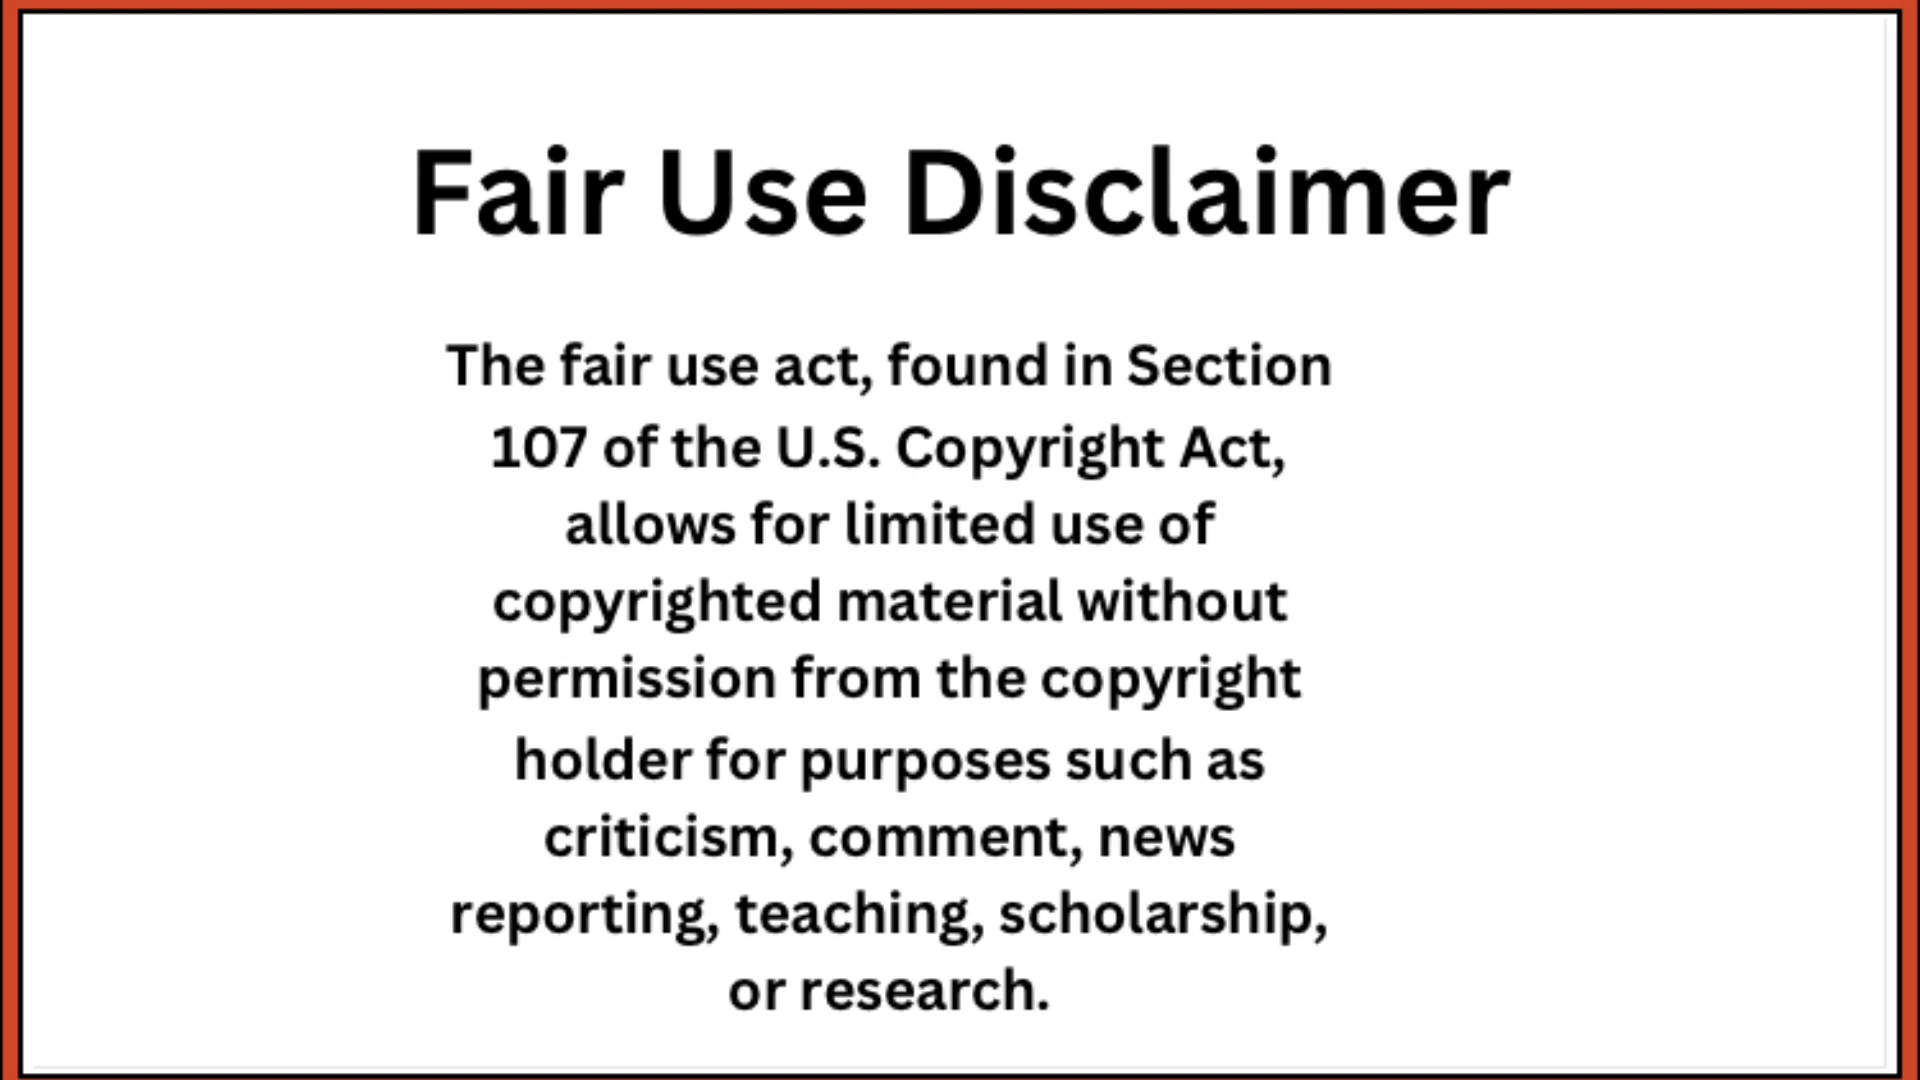 Fair Use Disclaimer
The fair use act, found in Section
107 of the U.S. Copyright Act,
allows for limited use of
copyrighted material without
permission from the copyright
holder for purposes such as
criticism, comment, news
reporting, teaching, scholarship,
or research.